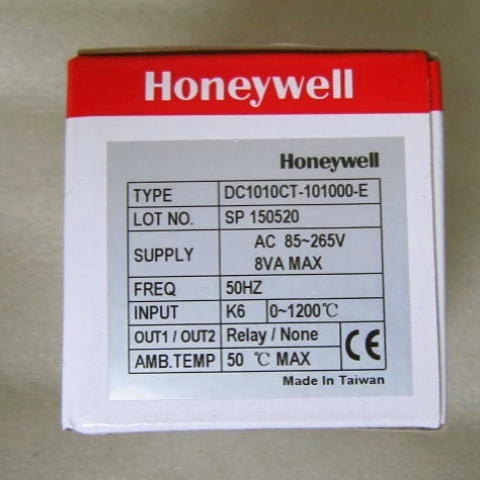 Honeywell
Honeywell
TYPE DC1010CT-101000-E
LOT NO. SP 150520
SUPPLY AC 85~265V
8VA MAX
FREQ 50HZ
INPUT K6 0~1200℃
OUT1 / OUT2 Relay / None CE
AMB.TEMP 50 ℃ MAX
Made In Taiwan